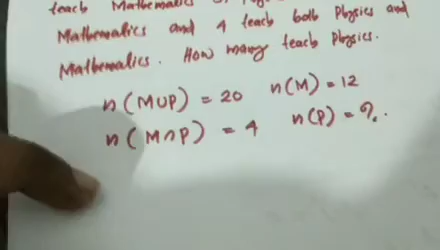 teach Mathematics
Mathematics and 4 teach both Physics and
Mathematics. How many teach Physics.
n(M∪P) = 20 n(M) = 12
n(M∩P) = 4 n(P) = ?.